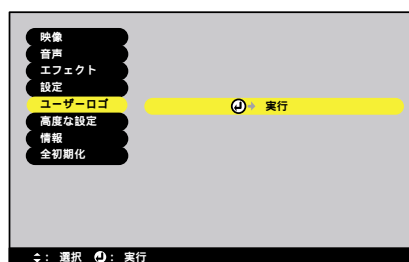 映像
音声
エフェクト
設定
ユーザーロゴ
実行
高度な設定
情報
全初期化
：選択 ：実行